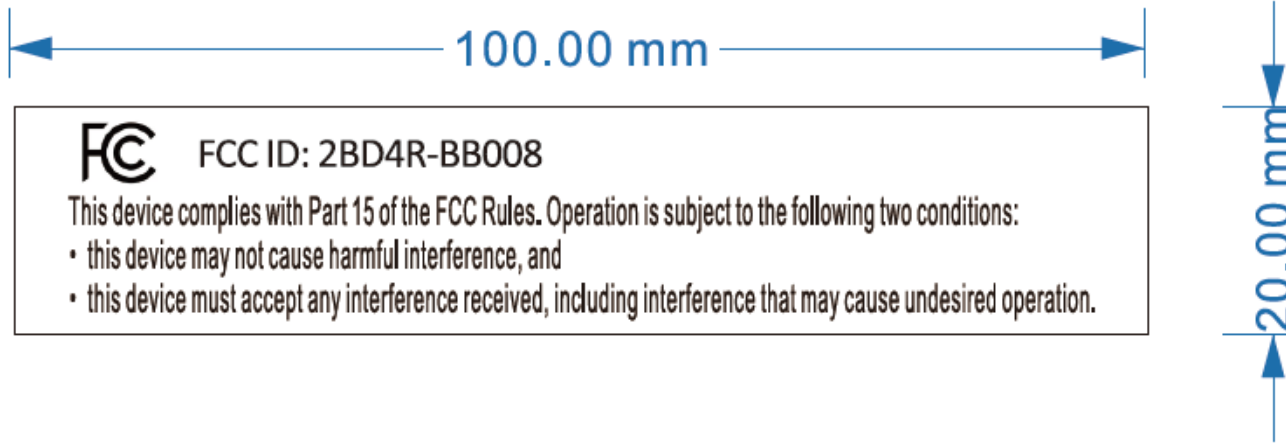 100.00 mm
FC FCC ID: 2BD4R-BB008
This device complies with Part 15 of the FCC Rules. Operation is subject to the following two conditions:
• this device may not cause harmful interference, and
• this device must accept any interference received, including interference that may cause undesired operation.
20.00 mm